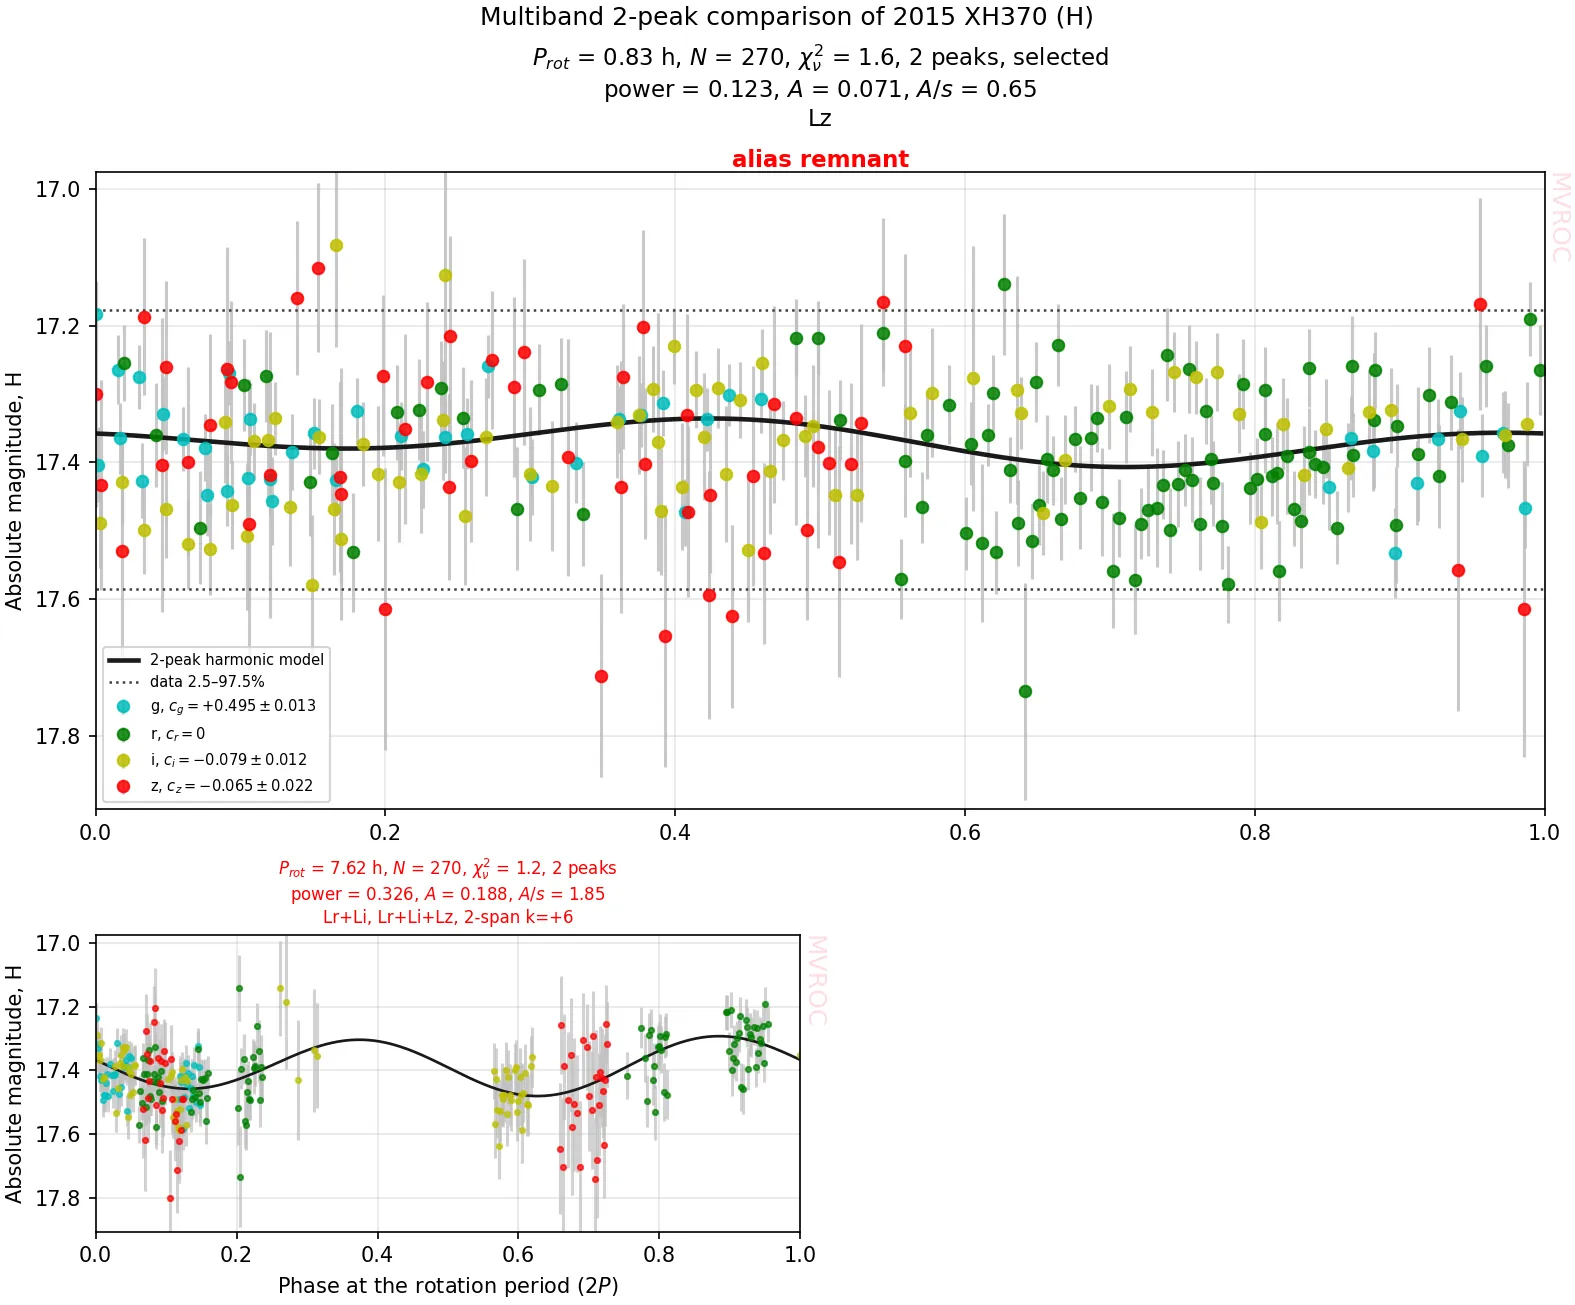 Multiband 2-peak comparison of 2015 XH370 (H)
P_rot = 0.83 h, N = 270, χ²_ν = 1.6, 2 peaks, selected
power = 0.123, A = 0.071, A/s = 0.65
Lz
alias remnant
MVROC
Absolute magnitude, H
17.0
17.2
17.4
17.6
17.8
2-peak harmonic model
data 2.5–97.5%
g, c_g = +0.495 ± 0.013
r, c_r = 0
i, c_i = −0.079 ± 0.012
z, c_z = −0.065 ± 0.022
0.0 0.2 0.4 0.6 0.8 1.0
P_rot = 7.62 h, N = 270, χ²_ν = 1.2, 2 peaks
power = 0.326, A = 0.188, A/s = 1.85
Lr+Li, Lr+Li+Lz, 2-span k=+6
MVROC
Absolute magnitude, H
17.0
17.2
17.4
17.6
17.8
0.0 0.2 0.4 0.6 0.8 1.0
Phase at the rotation period (2P)